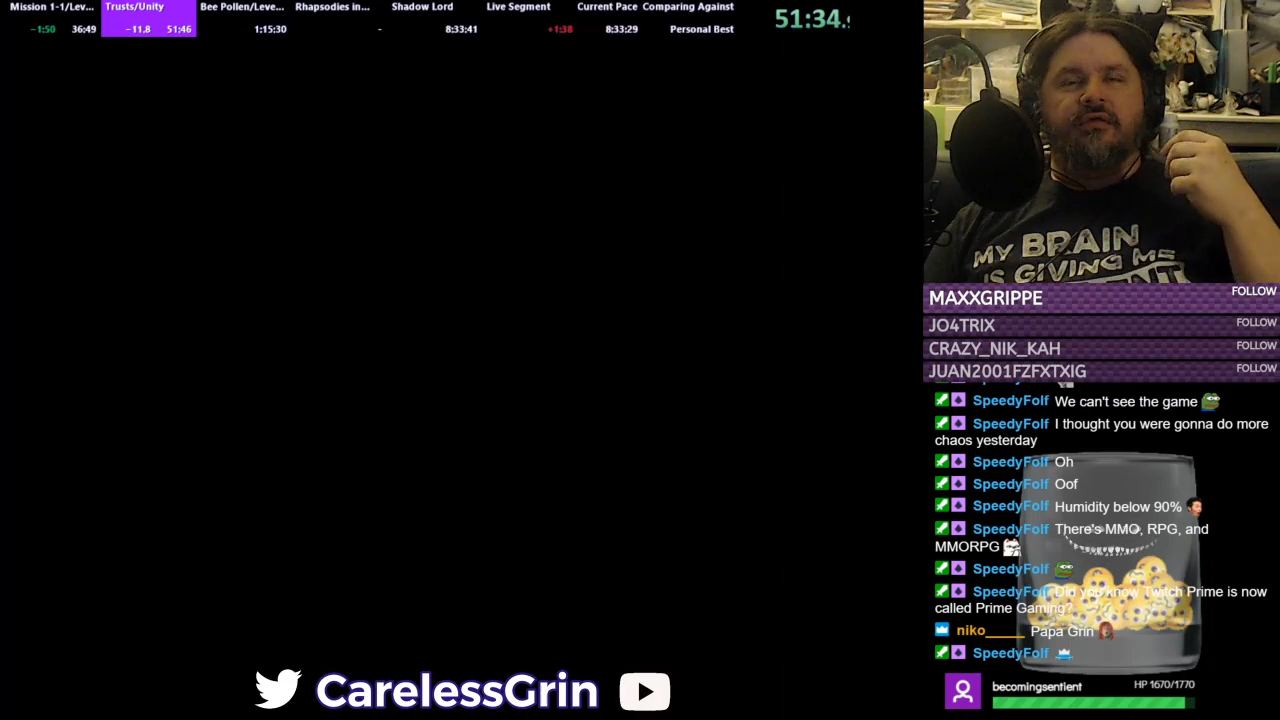 Mission 1-1/Lev... Trusts/Unity Bee Pollen/Leve... Rhapsodies in... Shadow Lord Live Segment Current Pace Comparing Against
−1:50 36:49 −11.8 51:46 1:15:30 - 8:33:41 +1:38 8:33:29 Personal Best
51:34.
MY BRAIN
IS GIVING ME
MAXXGRIPPE FOLLOW
JO4TRIX FOLLOW
CRAZY_NIK_KAH FOLLOW
JUAN2001FZFXTXIG FOLLOW
SpeedyFolf We can't see the game
SpeedyFolf I thought you were gonna do more
chaos yesterday
SpeedyFolf Oh
SpeedyFolf Oof
SpeedyFolf Humidity below 90%
SpeedyFolf There's MMO, RPG, and
MMORPG
SpeedyFolf
SpeedyFolf Did you know Twitch Prime is now
called Prime Gaming?
niko_____ Papa Grin
SpeedyFolf
becomingsentient HP 1670/1770
CarelessGrin